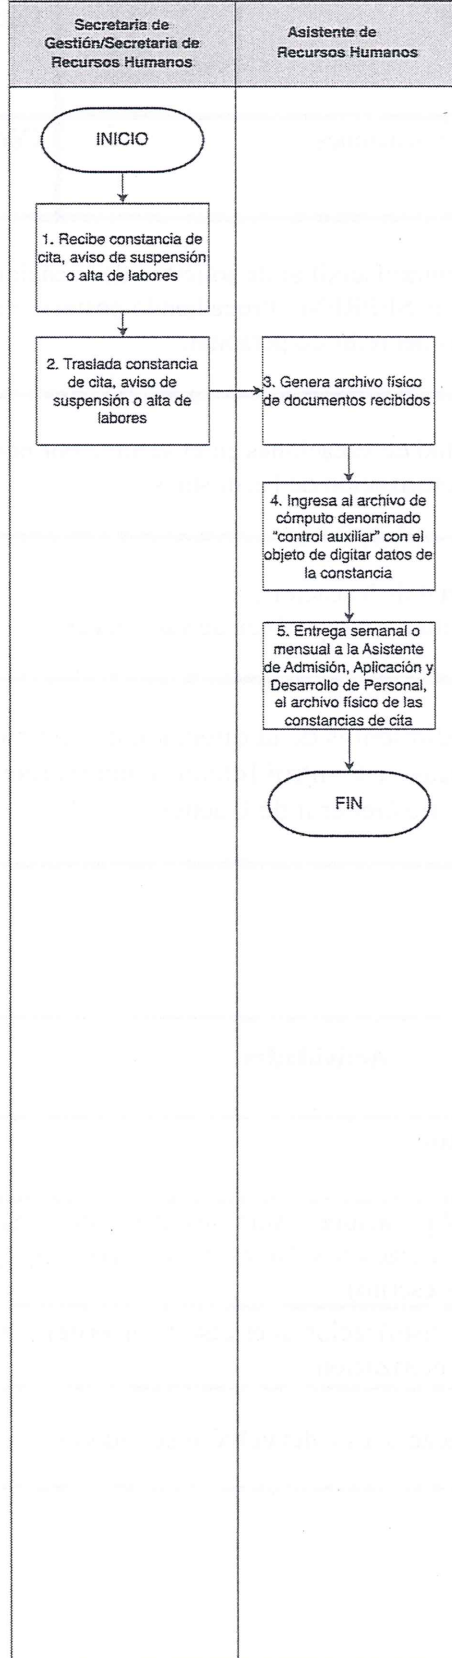 Secretaria de
Gestión/Secretaria de
Recursos Humanos
Asistente de
Recursos Humanos
INICIO
1. Recibe constancia de
cita, aviso de suspensión
o alta de labores
2. Traslada constancia
de cita, aviso de
suspensión o alta de
labores
3. Genera archivo físico
de documentos recibidos
4. Ingresa al archivo de
cómputo denominado
“control auxiliar” con el
objeto de digitar datos de
la constancia
5. Entrega semanal o
mensual a la Asistente
de Admisión, Aplicación y
Desarrollo de Personal,
el archivo físico de las
constancias de cita
FIN